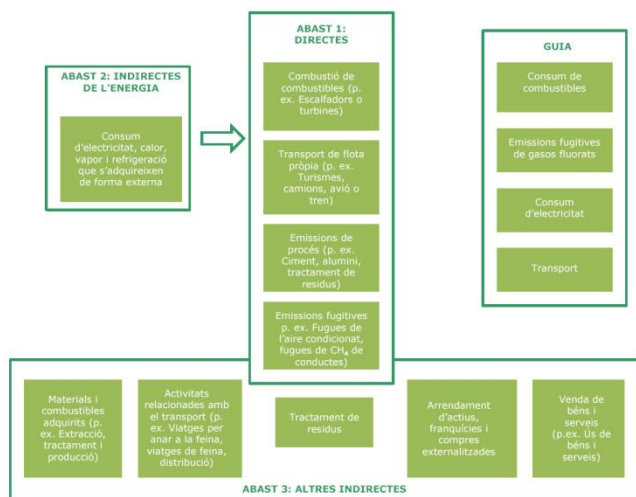 ABAST 1:
DIRECTES
Combustió de
combustibles (p.
ex. Escalfadors o
turbines)
Transport de flota
pròpia (p. ex.
Turismes,
camions, avió o
tren)
Emissions de
procés (p. ex.
Ciment, alumini,
tractament de
residus)
Emissions fugitives
p. ex. Fugues de
l'aire condicionat,
fugues de CH₄ de
conductes)
ABAST 2: INDIRECTES
DE L'ENERGIA
Consum
d'electricitat, calor,
vapor i refrigeració
que s'adquireixen
de forma externa
GUIA
Consum de
combustibles
Emissions fugitives
de gasos fluorats
Consum
d'electricitat
Transport
Materials i
combustibles
adquirits (p.
ex. Extracció,
tractament i
producció)
Activitats
relacionades amb
el transport (p.
ex. Viatges per
anar a la feina,
viatges de feina,
distribució)
Tractament de
residus
Arrendament
d'actius,
franquícies i
compres
externalitzades
Venda de
béns i
serveis
(p.ex. Ús de
béns i
serveis)
ABAST 3: ALTRES INDIRECTES